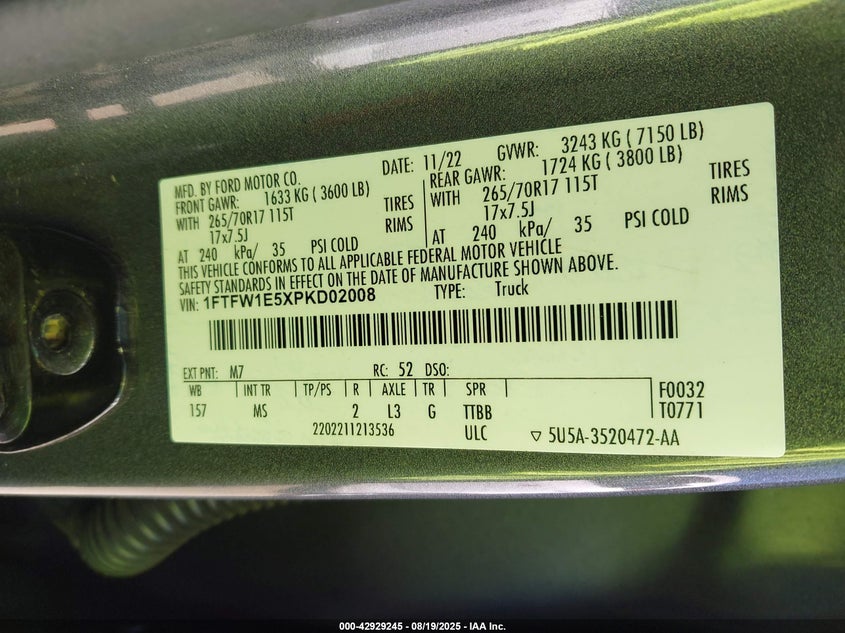 MFD. BY FORD MOTOR CO.
DATE: 11/22 GVWR: 3243 KG ( 7150 LB)
FRONT GAWR: 1633 KG ( 3600 LB)
REAR GAWR: 1724 KG ( 3800 LB)
WITH 265/70R17 115T TIRES
WITH 265/70R17 115T TIRES
17x7.5J RIMS
17x7.5J RIMS
AT 240 kPa/ 35 PSI COLD
AT 240 kPa/ 35 PSI COLD
THIS VEHICLE CONFORMS TO ALL APPLICABLE FEDERAL MOTOR VEHICLE
SAFETY STANDARDS IN EFFECT ON THE DATE OF MANUFACTURE SHOWN ABOVE.
VIN: 1FTFW1E5XPKD02008 TYPE: Truck
EXT PNT: M7 RC: 52 DSO:
WB INT TR TP/PS R AXLE TR SPR F0032
157 MS 2 L3 G TTBB T0771
2202211213536 ULC ▽ 5U5A-3520472-AA
000-42929245 - 08/19/2025 - IAA Inc.